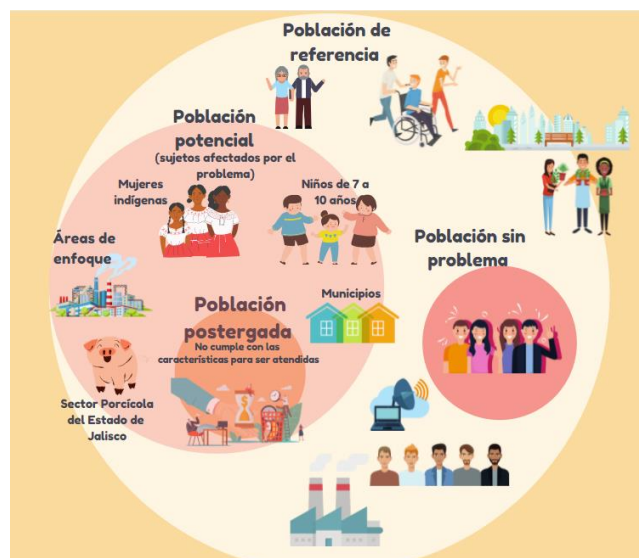 Población de
referencia
Población
potencial
(sujetos afectados por el
problema)
Mujeres
indígenas
Niños de 7 a
10 años
Áreas de
enfoque
Población sin
problema
Municipios
Población
postergada
No cumple con las
características para ser atendidas
Sector Porcícola
del Estado de
Jalisco